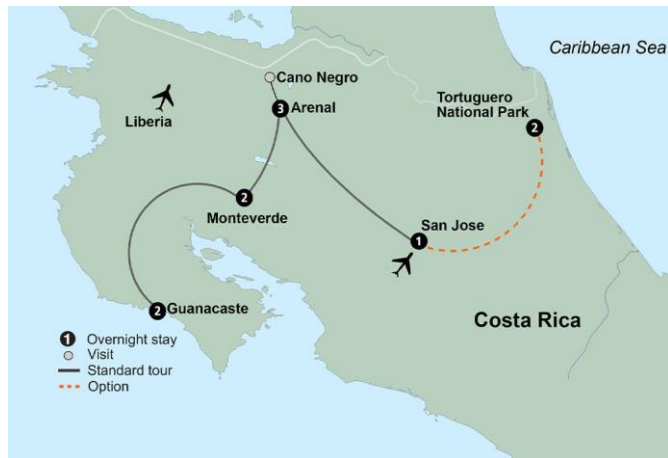 Caribbean Sea
Cano Negro
3 Arenal
Liberia
Tortuguero
National Park 2
2
Monteverde
San Jose
1
2 Guanacaste
Costa Rica
1 Overnight stay
Visit
Standard tour
Option